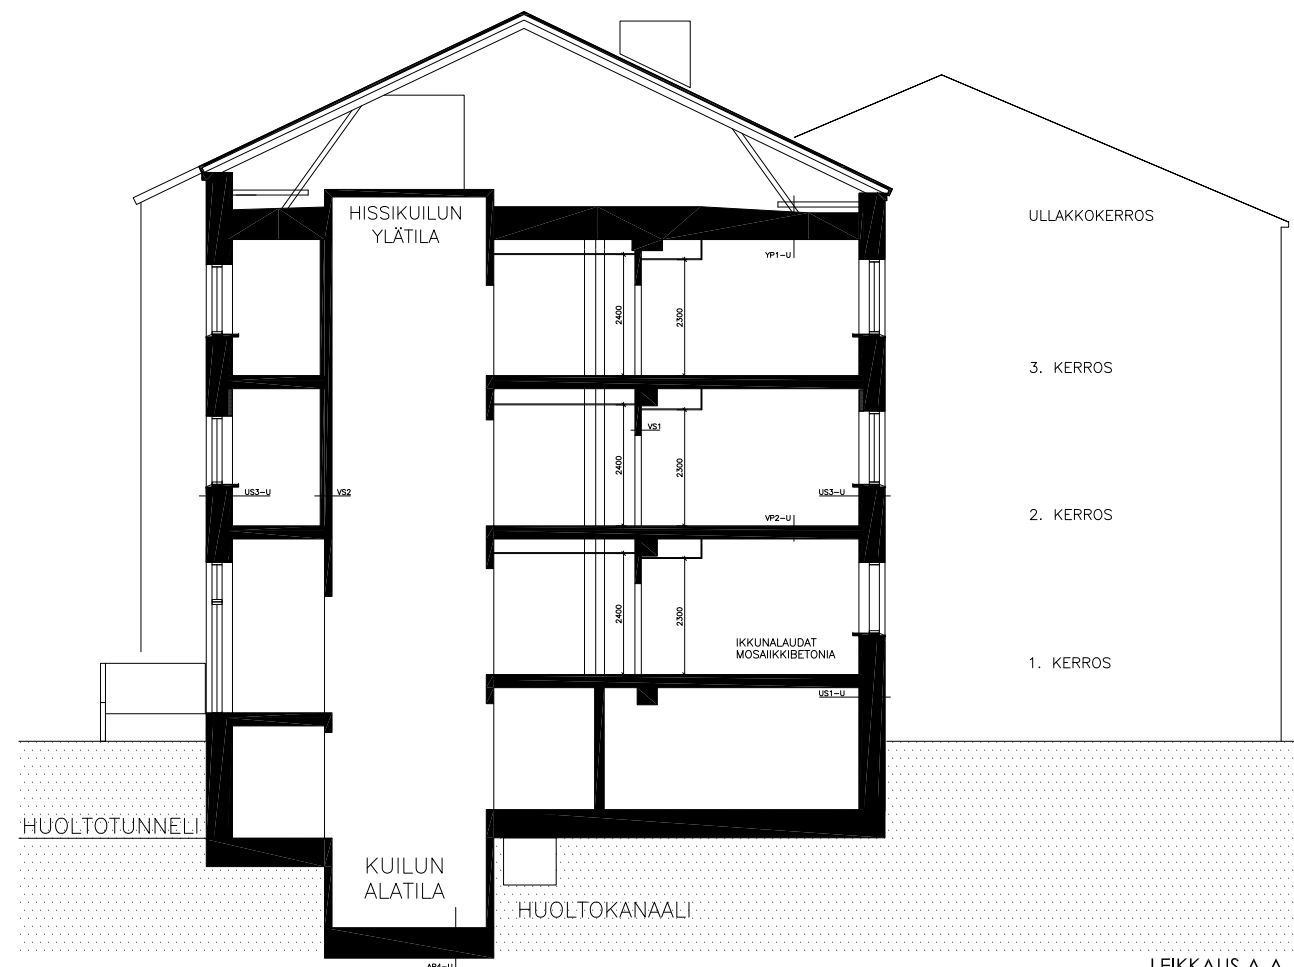 HISSIKUILUN
YLÄTILA
ULLAKKOKERROS
YP1-U
2400
2300
3. KERROS
VS1
2400
2300
US3-U
VS2
US3-U
VP2-U
2. KERROS
2400
2300
IKKUNALAUDAT
MOSAIIKKIBETONIA
1. KERROS
US1-U
HUOLTOTUNNELI
KUILUN
ALATILA
HUOLTOKANAALI
LEIKKAUS A-A